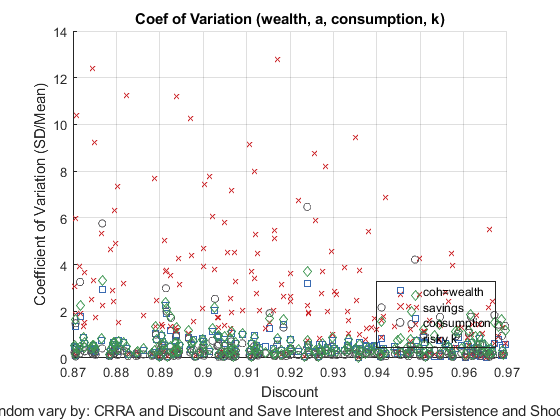 Coef of Variation (wealth, a, consumption, k)
14
12
10
8
6
4
2
0
Coefficient of Variation (SD/Mean)
coh=wealth
savings
consumption
risky k
0.87 0.88 0.89 0.9 0.91 0.92 0.93 0.94 0.95 0.96 0.97
Discount
ndom vary by: CRRA and Discount and Save Interest and Shock Persistence and Sho